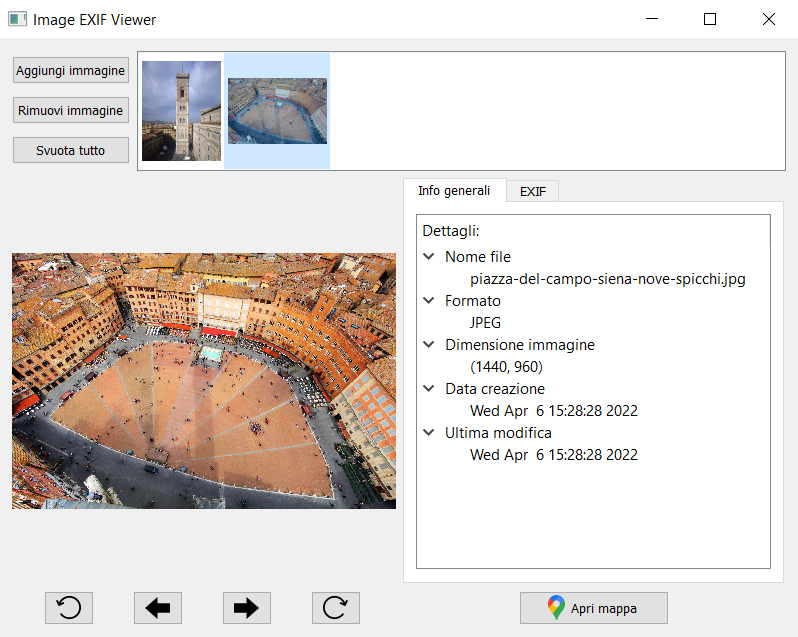 Image EXIF Viewer
Aggiungi immagine
Rimuovi immagine
Svuota tutto
Info generali
EXIF
Dettagli:
Nome file
piazza-del-campo-siena-nove-spicchi.jpg
Formato
JPEG
Dimensione immagine
(1440, 960)
Data creazione
Wed Apr  6 15:28:28 2022
Ultima modifica
Wed Apr  6 15:28:28 2022
Apri mappa